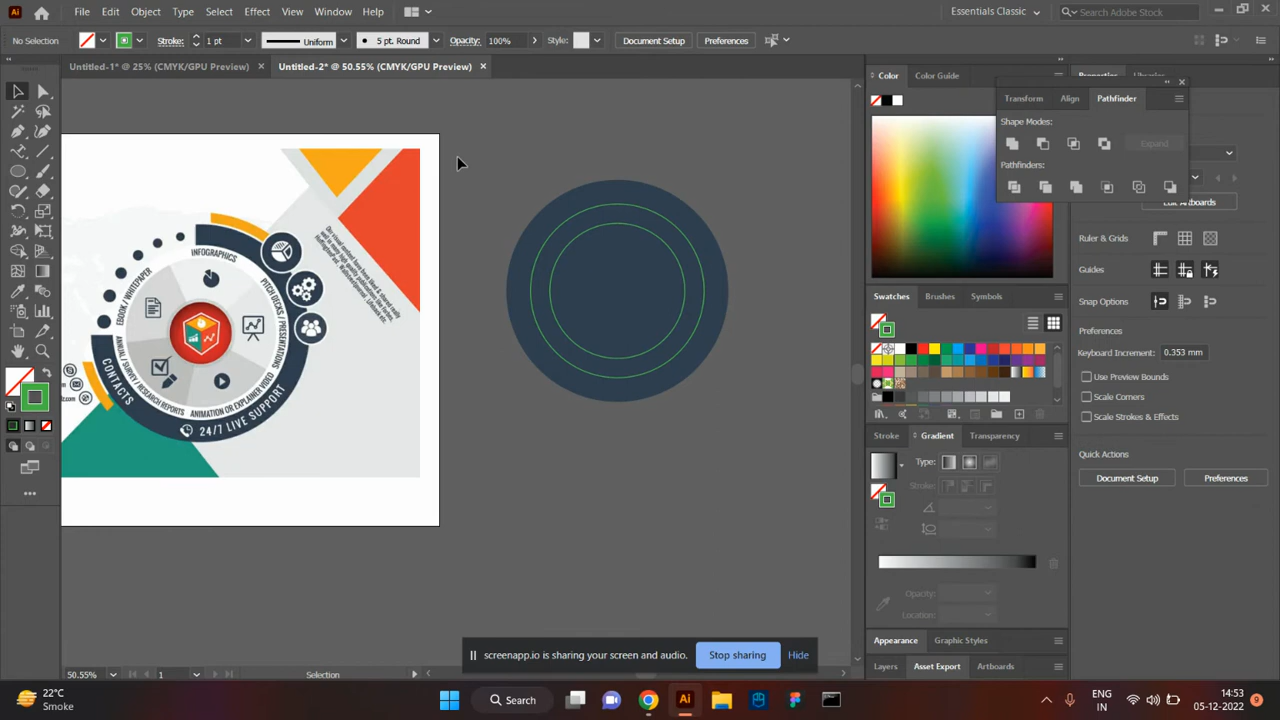 Ai File Edit Object Type Select Effect View Window Help Essentials Classic Search Adobe Stock
No Selection Stroke: 1 pt Uniform 5 pt. Round Opacity: 100% Style: Document Setup Preferences
Untitled-1* @ 25% (CMYK/GPU Preview) Untitled-2* @ 50.55% (CMYK/GPU Preview)
Color Color Guide
Transform Align Pathfinder
Shape Modes:
Expand
Pathfinders:
Edit Artboards
Ruler & Grids
Guides
Snap Options
Preferences
Keyboard Increment: 0.353 mm
Use Preview Bounds
Scale Corners
Scale Strokes & Effects
Quick Actions
Document Setup Preferences
Swatches Brushes Symbols
Stroke Gradient Transparency
Type:
Stroke:
Opacity:
Location:
Appearance Graphic Styles
Layers Asset Export Artboards
INFOGRAPHICS
PITCH DECKS / PRESENTATIONS
EBOOK / WHITEPAPER
ANNUAL / SURVEY / RESEARCH REPORTS
ANIMATION OR EXPLAINER VIDEO
CONTACTS
24/7 LIVE SUPPORT
screenapp.io is sharing your screen and audio. Stop sharing Hide
50.55% 1 Selection
22°C
Smoke
Search
Ai
ENG
IN
14:53
05-12-2022
9